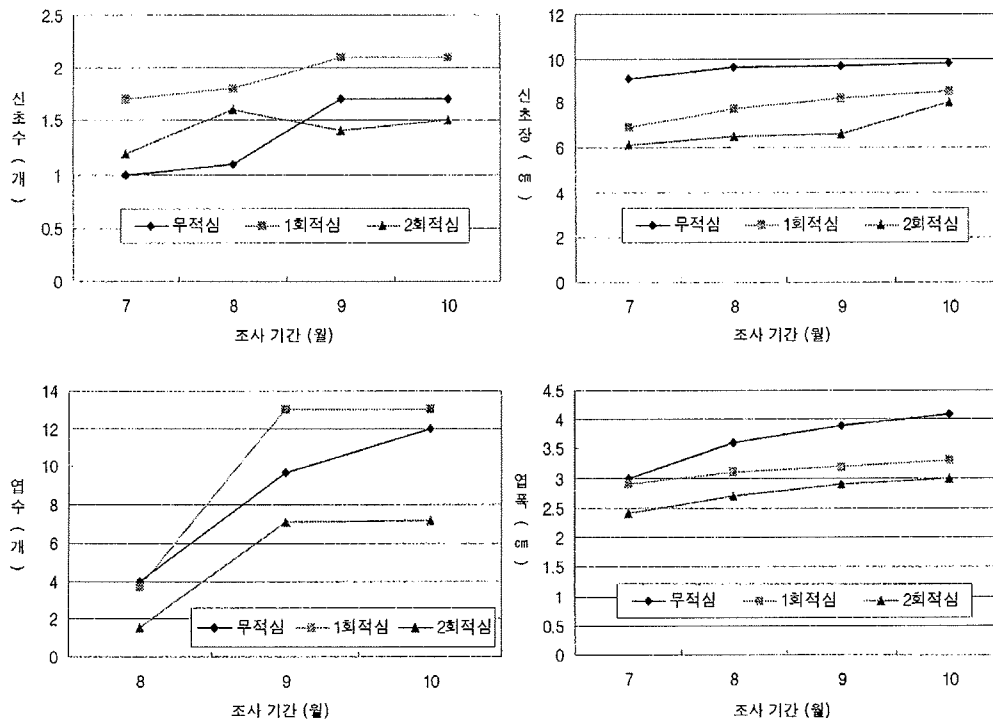 신초수 (개)
2.5
2
1.5
1
0.5
0
무적심 1회적심 2회적심
7 8 9 10
조사 기간 (월)
신초장 (㎝)
12
10
8
6
4
2
0
무적심 1회적심 2회적심
7 8 9 10
조사 기간 (월)
엽수 (개)
14
12
10
8
6
4
2
0
무적심 1회적심 2회적심
8 9 10
조사 기간 (월)
엽폭 (㎝)
4.5
4
3.5
3
2.5
2
1.5
1
0.5
0
무적심 1회적심 2회적심
7 8 9 10
조사 기간 (월)